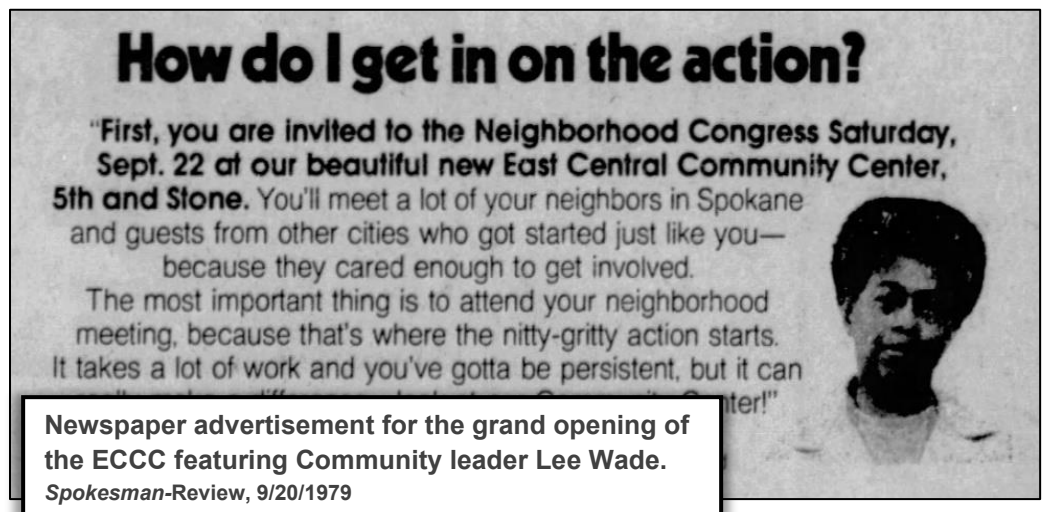 How do I get in on the action?
"First, you are invited to the Neighborhood Congress Saturday,
Sept. 22 at our beautiful new East Central Community Center,
5th and Stone. You'll meet a lot of your neighbors in Spokane
and guests from other cities who got started just like you—
because they cared enough to get involved.
The most important thing is to attend your neighborhood
meeting, because that's where the nitty-gritty action starts.
It takes a lot of work and you've gotta be persistent, but it can
Center!"
Newspaper advertisement for the grand opening of
the ECCC featuring Community leader Lee Wade.
Spokesman-Review, 9/20/1979